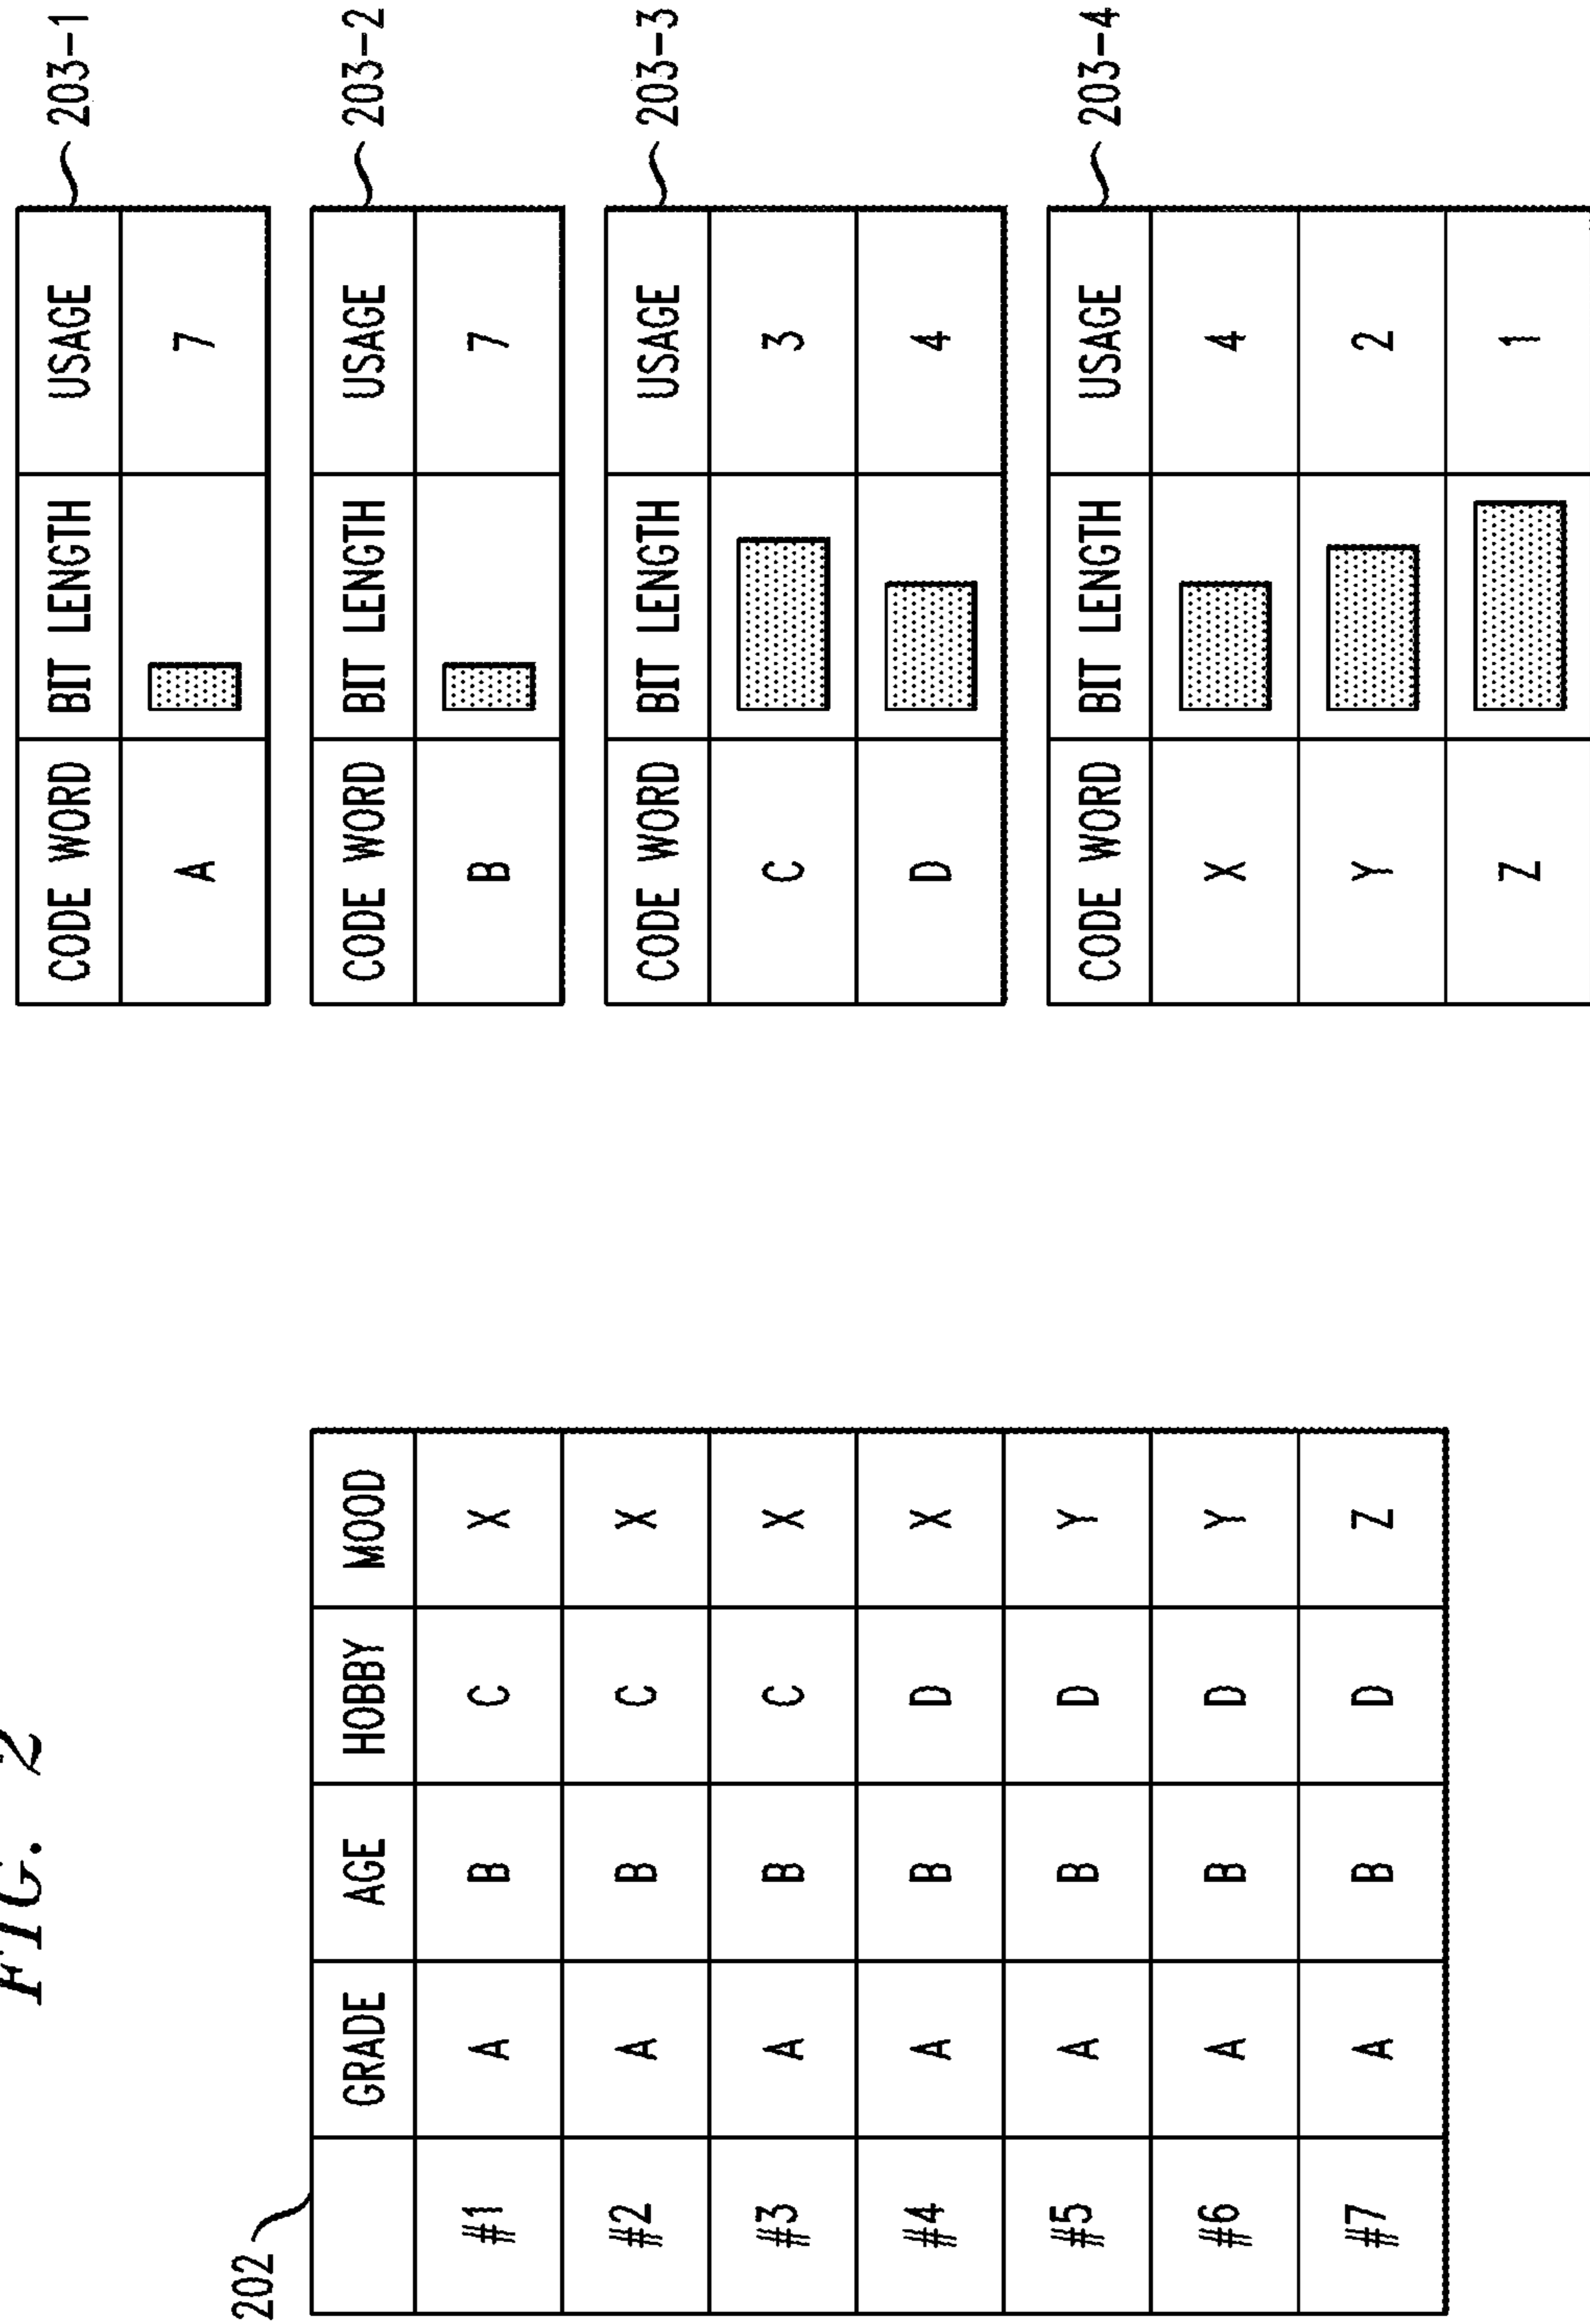 FIG. 2
202
GRADE AGE HOBBY MOOD
#1 A B C X
#2 A B C X
#3 A B C X
#4 A B D X
#5 A B D Y
#6 A B D Y
#7 A B D Z
203-1
CODE WORD BIT LENGTH USAGE
A 7
203-2
CODE WORD BIT LENGTH USAGE
B 7
203-3
CODE WORD BIT LENGTH USAGE
C 3
D 4
203-4
CODE WORD BIT LENGTH USAGE
X 4
Y 2
Z 1